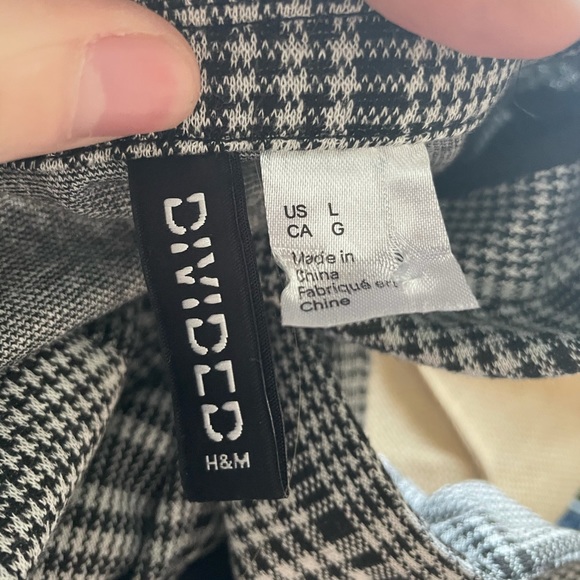 DIVIDED
H&M
US L
CA G
Made in
China
Fabriqué en
Chine